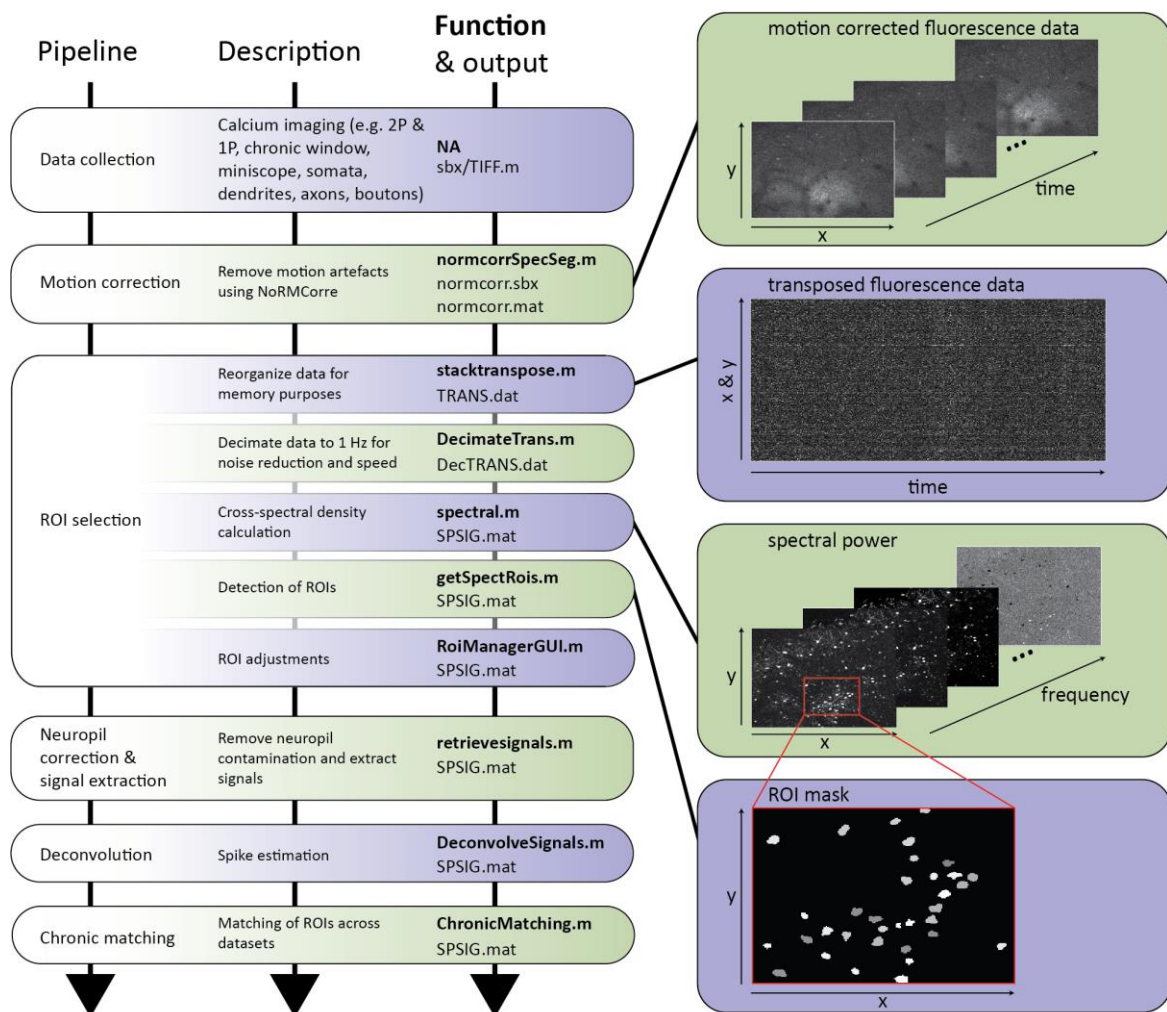 Pipeline
Description
Function
& output
Data collection
Calcium imaging (e.g. 2P &
1P, chronic window,
miniscope, somata,
dendrites, axons, boutons)
NA
sbx/TIFF.m
Motion correction
Remove motion artefacts
using NoRMCorre
normcorrSpecSeg.m
normcorr.sbx
normcorr.mat
ROI selection
Reorganize data for
memory purposes
stacktranspose.m
TRANS.dat
Decimate data to 1 Hz for
noise reduction and speed
DecimateTrans.m
DecTRANS.dat
Cross-spectral density
calculation
spectral.m
SPSIG.mat
Detection of ROIs
getSpectRois.m
SPSIG.mat
ROI adjustments
RoiManagerGUI.m
SPSIG.mat
Neuropil
correction &
signal extraction
Remove neuropil
contamination and extract
signals
retrievesignals.m
SPSIG.mat
Deconvolution
Spike estimation
DeconvolveSignals.m
SPSIG.mat
Chronic matching
Matching of ROIs across
datasets
ChronicMatching.m
SPSIG.mat
motion corrected fluorescence data
y
x
time
transposed fluorescence data
x & y
time
spectral power
y
x
frequency
ROI mask
y
x